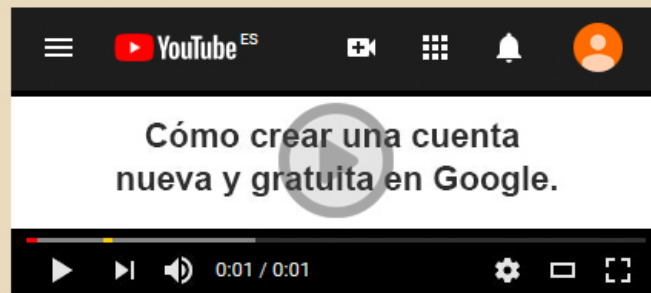 YouTube ES
Cómo crear una cuenta
nueva y gratuita en Google.
0:01 / 0:01